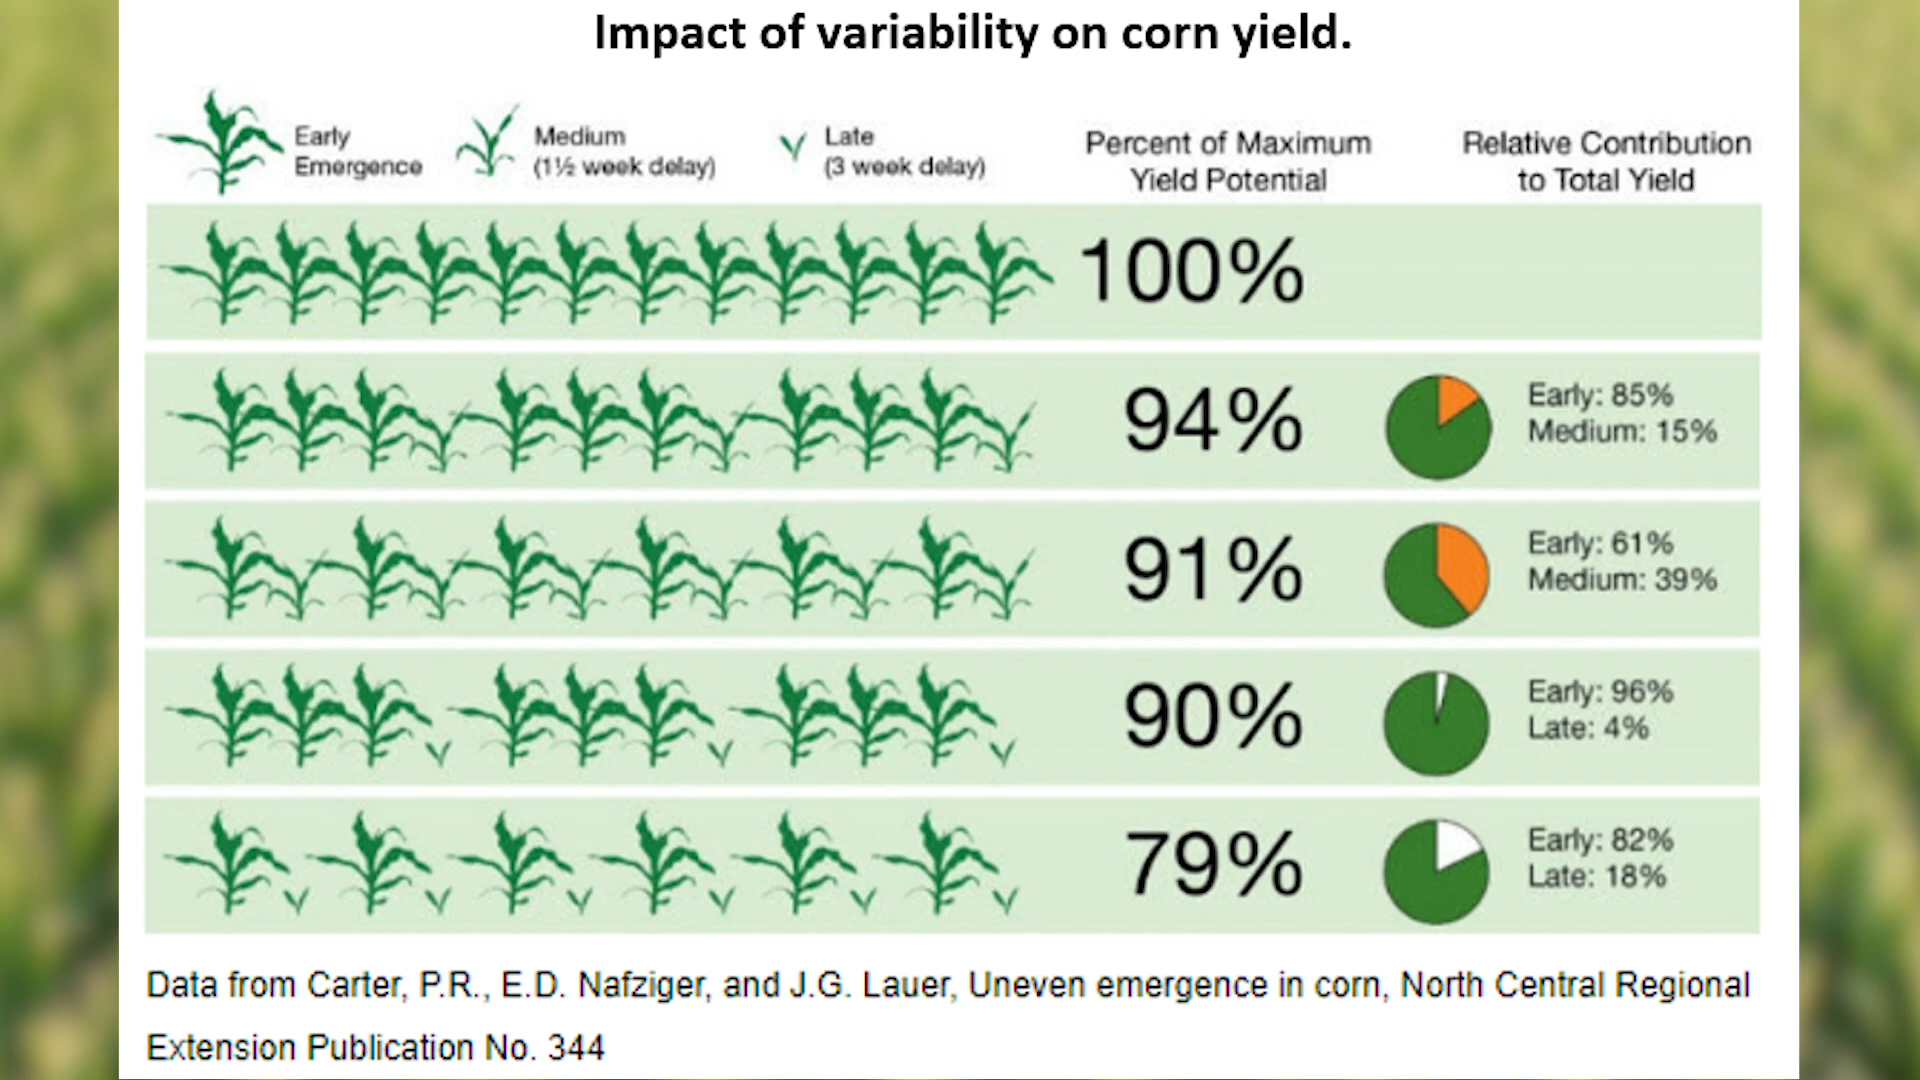 Impact of variability on corn yield.
Early
Emergence
Medium
(1½ week delay)
Late
(3 week delay)
Percent of Maximum
Yield Potential
Relative Contribution
to Total Yield
100%
94%
Early: 85%
Medium: 15%
91%
Early: 61%
Medium: 39%
90%
Early: 96%
Late: 4%
79%
Early: 82%
Late: 18%
Data from Carter, P.R., E.D. Nafziger, and J.G. Lauer, Uneven emergence in corn, North Central Regional
Extension Publication No. 344